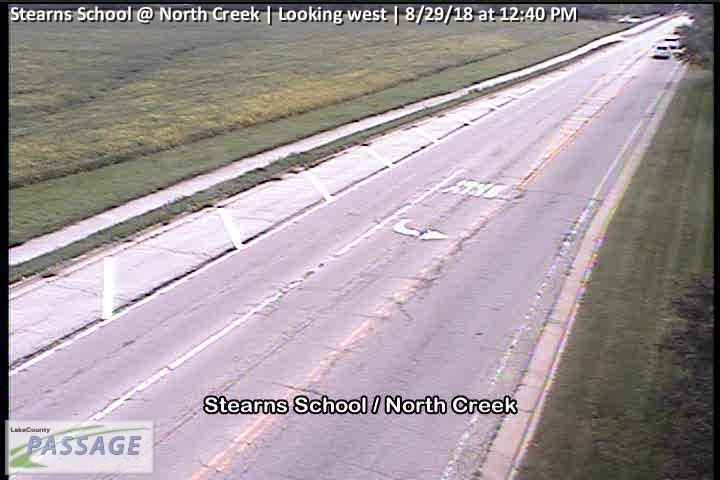 Stearns School @ North Creek | Looking west | 8/29/18 at 12:40 PM
Stearns School / North Creek
LakeCounty
PASSAGE